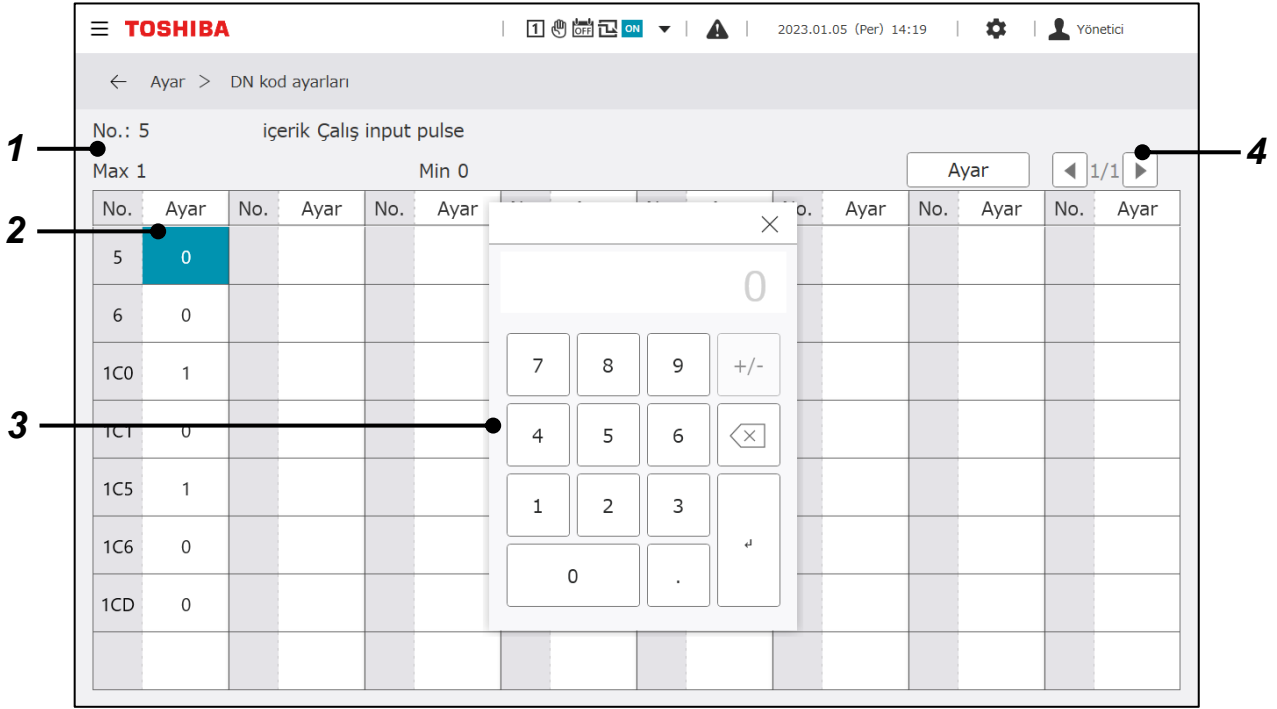 TOSHIBA 1 OFF ON 2023.01.05 (Per) 14:19 Yönetici
Ayar > DN kod ayarları
No.: 5 içerik Çalış input pulse
1 4
Max 1 Min 0 Ayar 1/1
No. Ayar No. Ayar No. Ayar No. Ayar No. Ayar No. Ayar
2
5 0
0
6 0
7 8 9 +/-
1C0 1
3
4 5 6
1C1 0
1C5 1
1 2 3
1C6 0
0 .
1CD 0